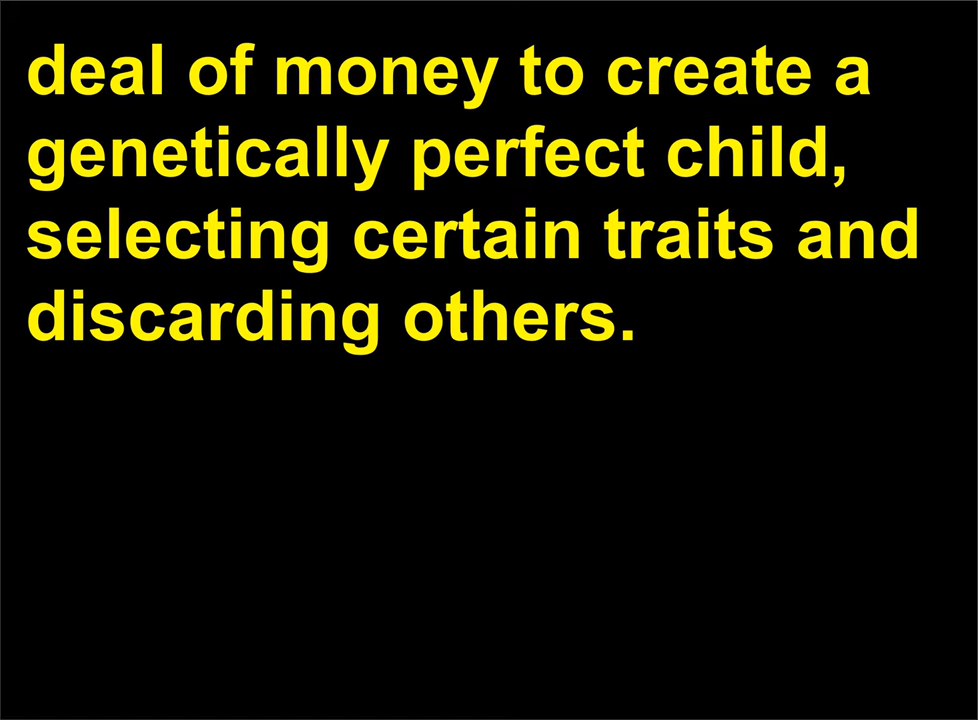 deal of money to create a
genetically perfect child,
selecting certain traits and
discarding others.